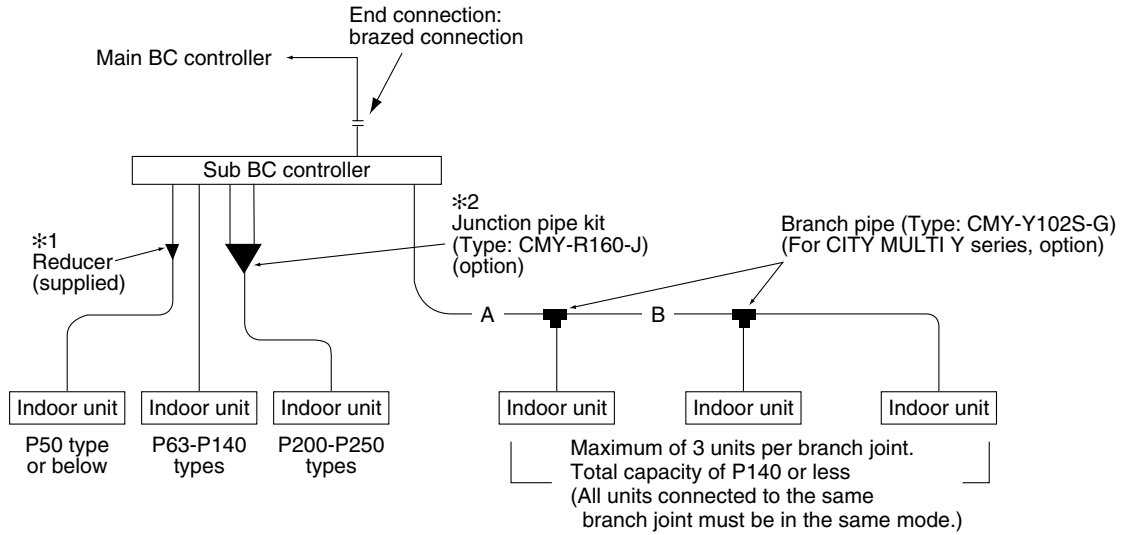 End connection:
brazed connection
Main BC controller
Sub BC controller
✻1
Reducer
(supplied)
✻2
Junction pipe kit
(Type: CMY-R160-J)
(option)
Branch pipe (Type: CMY-Y102S-G)
(For CITY MULTI Y series, option)
A
B
Indoor unit
Indoor unit
Indoor unit
Indoor unit
Indoor unit
Indoor unit
P50 type
or below
P63-P140
types
P200-P250
types
Maximum of 3 units per branch joint.
Total capacity of P140 or less
(All units connected to the same
branch joint must be in the same mode.)